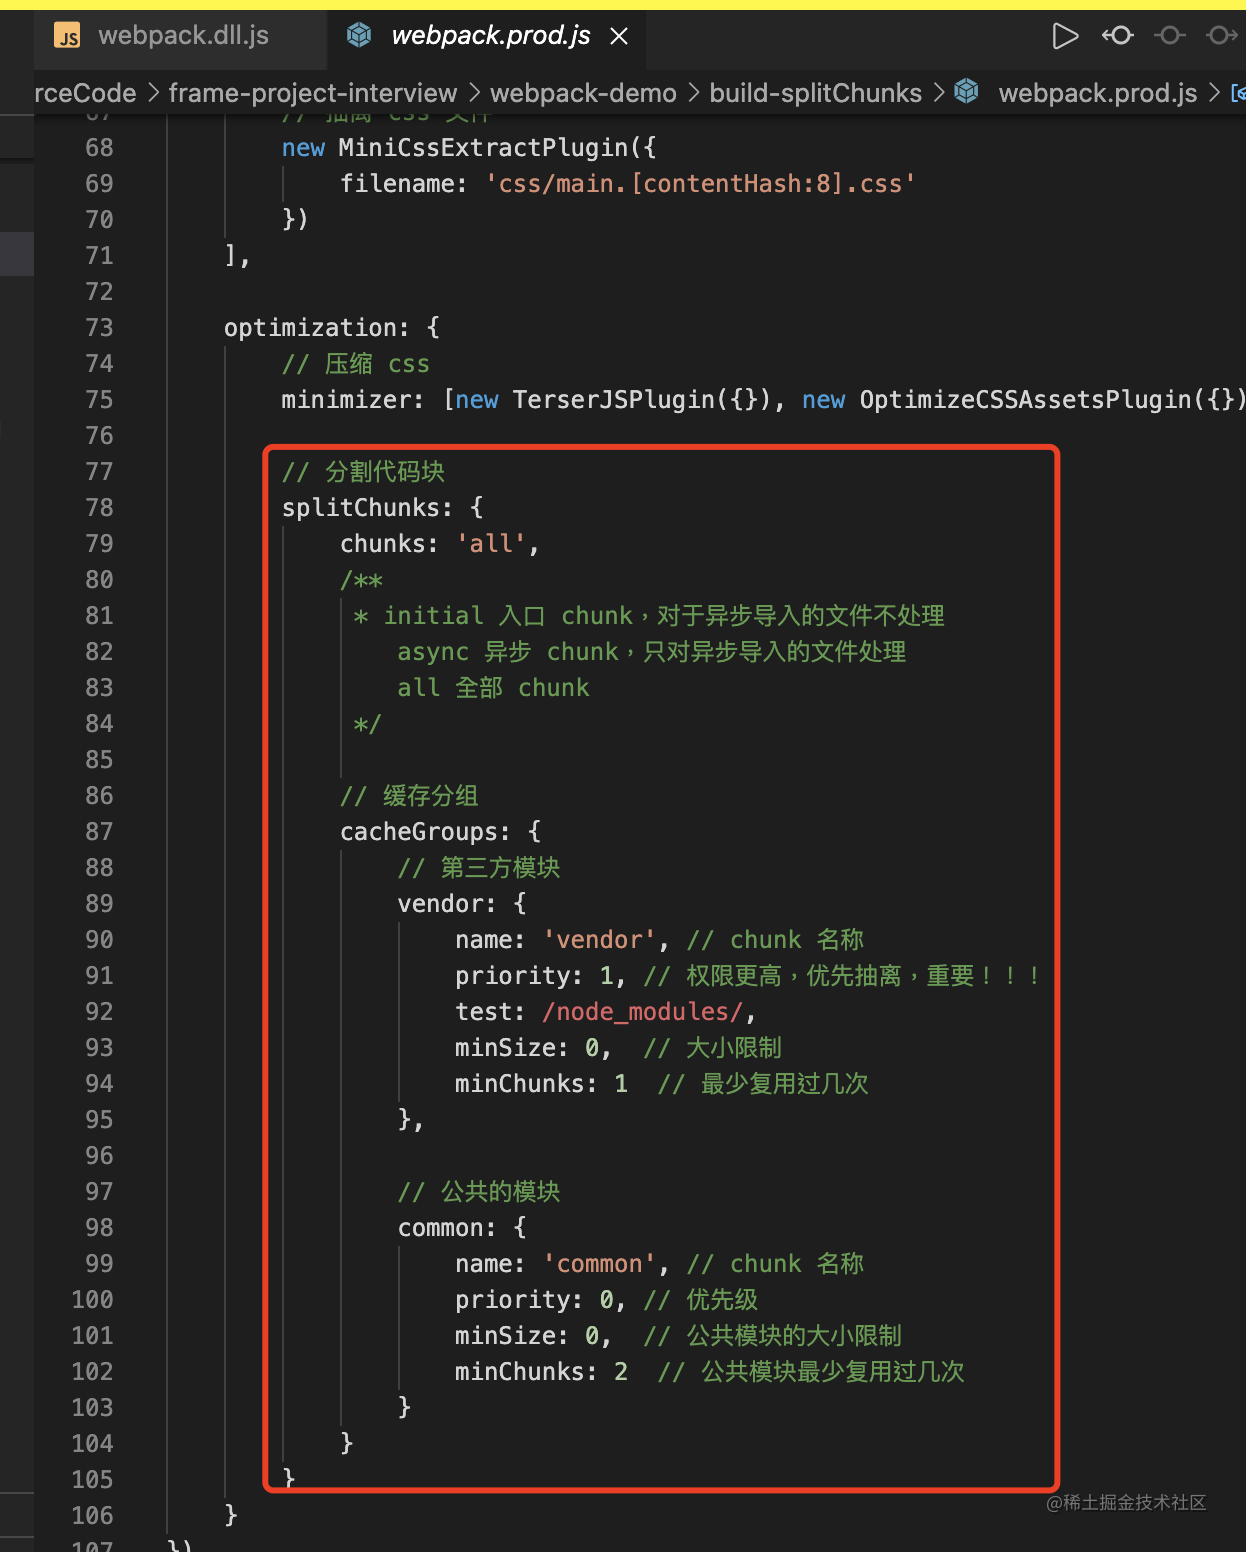 JS webpack.dll.js webpack.prod.js
rceCode > frame-project-interview > webpack-demo > build-splitChunks > webpack.prod.js >
67 // 抽离 css 文件
68 new MiniCssExtractPlugin({
69 filename: 'css/main.[contentHash:8].css'
70 })
71 ],
72
73 optimization: {
74 // 压缩 css
75 minimizer: [new TerserJSPlugin({}), new OptimizeCSSAssetsPlugin({})
76
77 // 分割代码块
78 splitChunks: {
79 chunks: 'all',
80 /**
81 * initial 入口 chunk，对于异步导入的文件不处理
82 async 异步 chunk，只对异步导入的文件处理
83 all 全部 chunk
84 */
85
86 // 缓存分组
87 cacheGroups: {
88 // 第三方模块
89 vendor: {
90 name: 'vendor', // chunk 名称
91 priority: 1, // 权限更高，优先抽离，重要！！！
92 test: /node_modules/,
93 minSize: 0, // 大小限制
94 minChunks: 1 // 最少复用过几次
95 },
96
97 // 公共的模块
98 common: {
99 name: 'common', // chunk 名称
100 priority: 0, // 优先级
101 minSize: 0, // 公共模块的大小限制
102 minChunks: 2 // 公共模块最少复用过几次
103 }
104 }
105 }
106 }
107 })
@稀土掘金技术社区